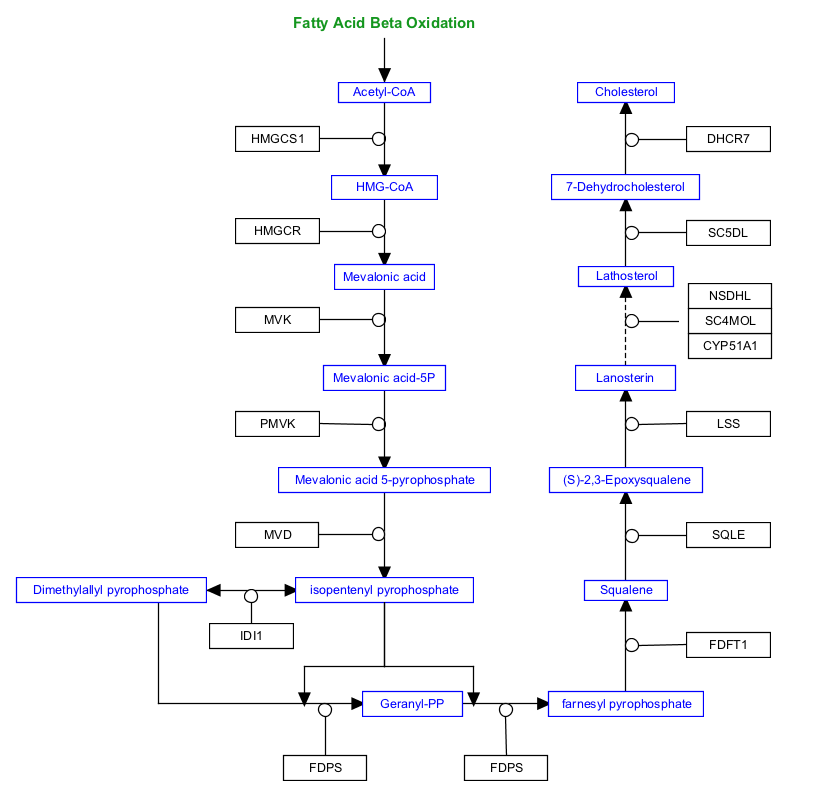 Fatty Acid Beta Oxidation
Acetyl-CoA
Cholesterol
HMGCS1
DHCR7
HMG-CoA
7-Dehydrocholesterol
HMGCR
SC5DL
Mevalonic acid
Lathosterol
NSDHL
MVK
SC4MOL
CYP51A1
Mevalonic acid-5P
Lanosterin
PMVK
LSS
Mevalonic acid 5-pyrophosphate
(S)-2,3-Epoxysqualene
MVD
SQLE
Dimethylallyl pyrophosphate
isopentenyl pyrophosphate
Squalene
IDI1
FDFT1
Geranyl-PP
farnesyl pyrophosphate
FDPS
FDPS